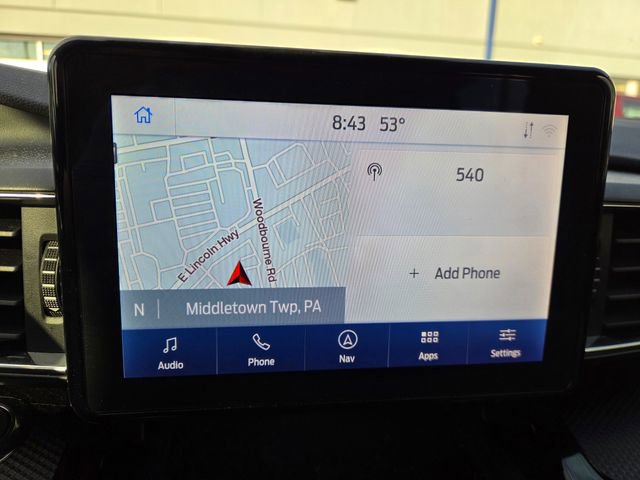 8:43 53°
540
E Lincoln Hwy
Woodbourne Rd
+ Add Phone
N | Middletown Twp, PA
Audio
Phone
Nav
Apps
Settings